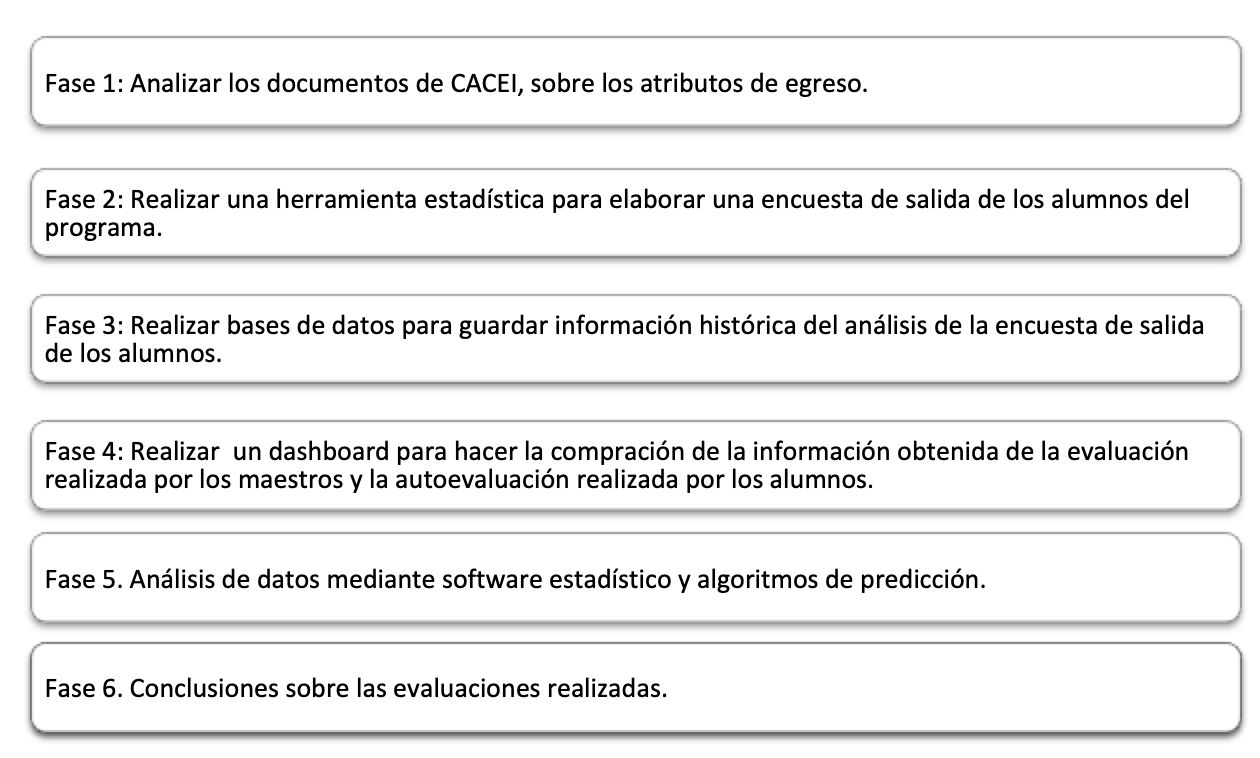 Fase 1: Analizar los documentos de CACEI, sobre los atributos de egreso.
Fase 2: Realizar una herramienta estadística para elaborar una encuesta de salida de los alumnos del
programa.
Fase 3: Realizar bases de datos para guardar información histórica del análisis de la encuesta de salida
de los alumnos.
Fase 4: Realizar  un dashboard para hacer la compración de la información obtenida de la evaluación
realizada por los maestros y la autoevaluación realizada por los alumnos.
Fase 5. Análisis de datos mediante software estadístico y algoritmos de predicción.
Fase 6. Conclusiones sobre las evaluaciones realizadas.